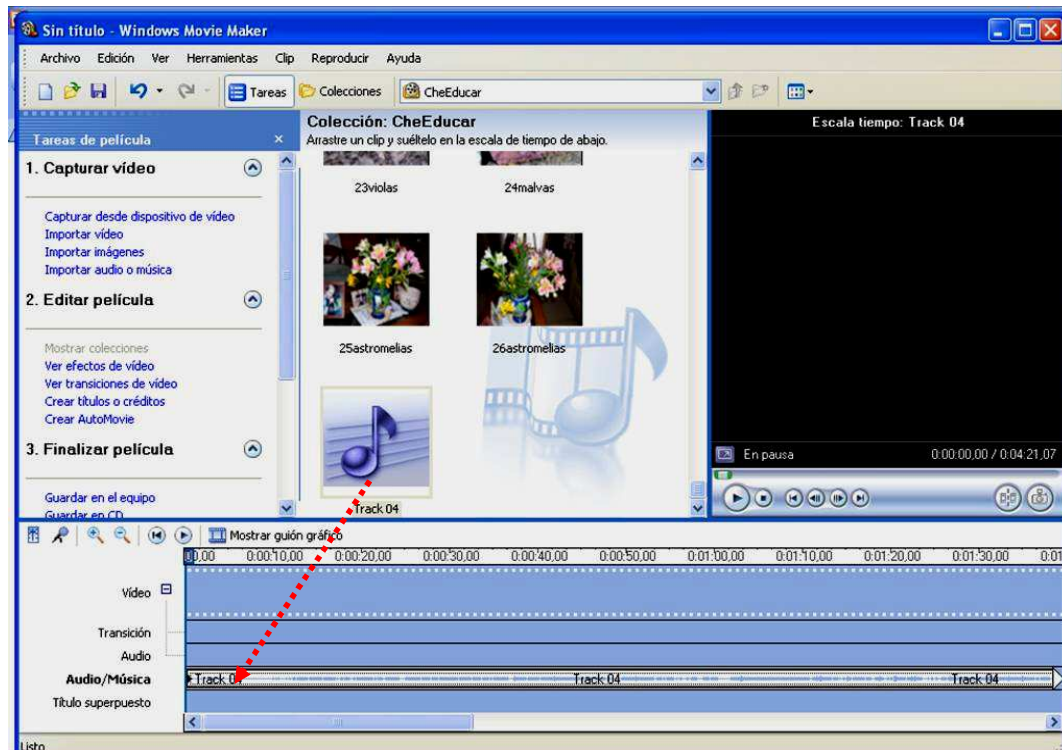 Sin título - Windows Movie Maker
Archivo Edición Ver Herramientas Clip Reproducir Ayuda
Tareas Colecciones CheEducar
Tareas de película
1. Capturar vídeo
Capturar desde dispositivo de vídeo
Importar vídeo
Importar imágenes
Importar audio o música
2. Editar película
Mostrar colecciones
Ver efectos de vídeo
Ver transiciones de vídeo
Crear títulos o créditos
Crear AutoMovie
3. Finalizar película
Guardar en el equipo
Guardar en CD
Colección: CheEducar
Arrastre un clip y suéltelo en la escala de tiempo de abajo.
23violas 24malvas
25astromelias 26astromelias
Track 04
Escala tiempo: Track 04
En pausa 0:00:00,00 / 0:04:21,07
Mostrar guión gráfico
0,00 0:00:10,00 0:00:20,00 0:00:30,00 0:00:40,00 0:00:50,00 0:01:00,00 0:01:10,00 0:01:20,00 0:01:30,00 0:01
Vídeo
Transición
Audio
Audio/Música Track 04 Track 04 Track 04
Título superpuesto
Listo